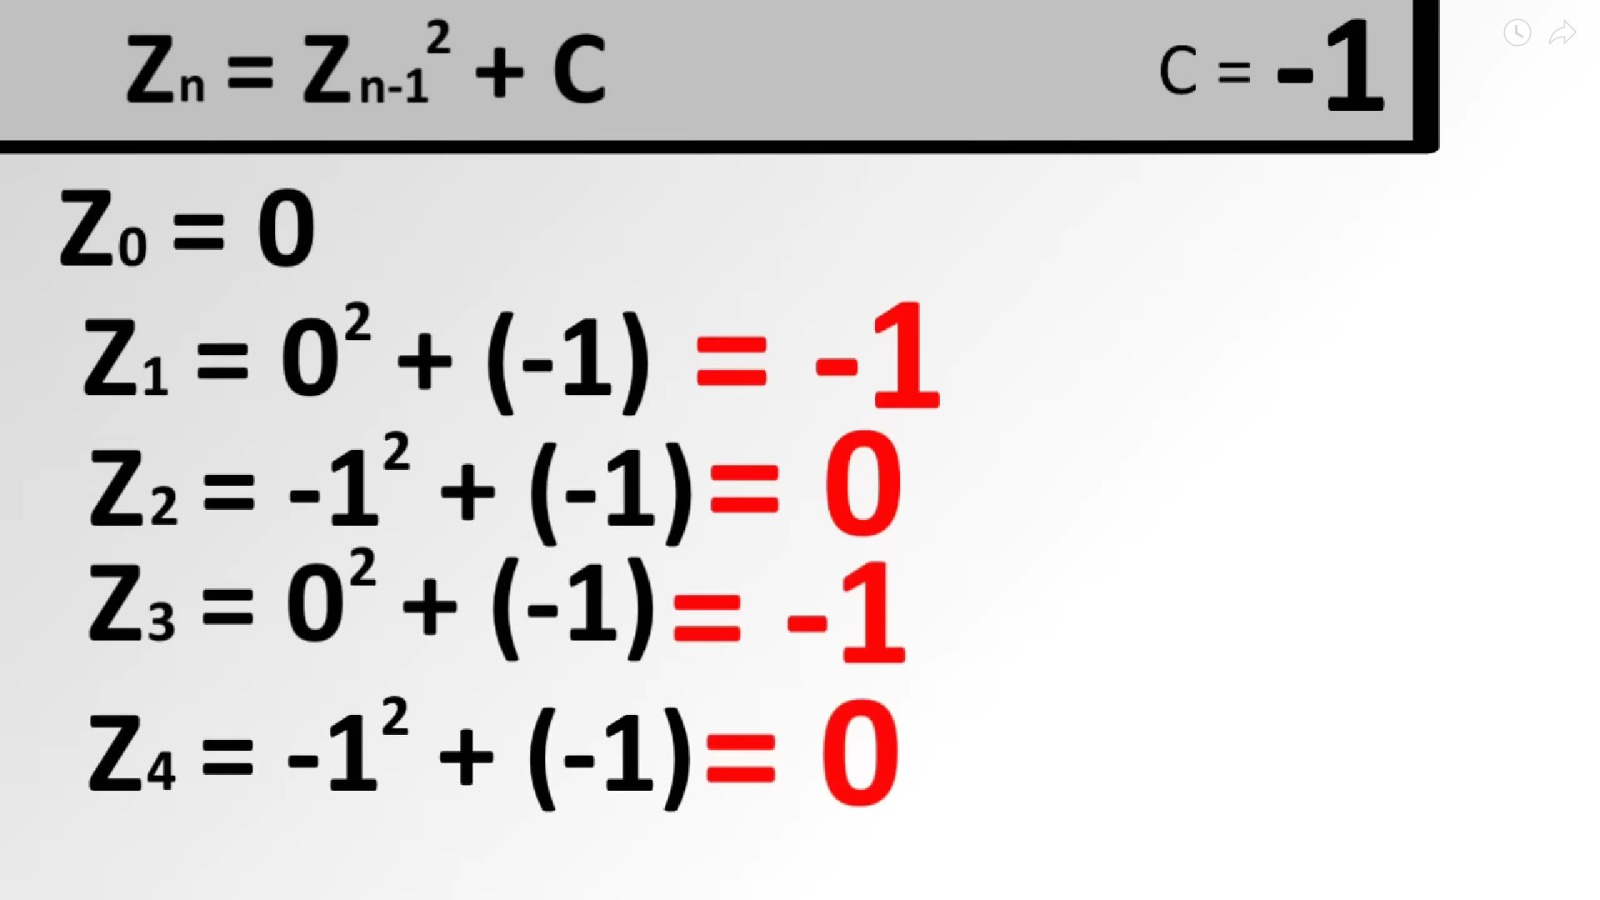 Zn = Zn-1² + C
C = -1
Z0 = 0
Z1 = 0² + (-1) = -1
Z2 = -1² + (-1) = 0
Z3 = 0² + (-1) = -1
Z4 = -1² + (-1) = 0